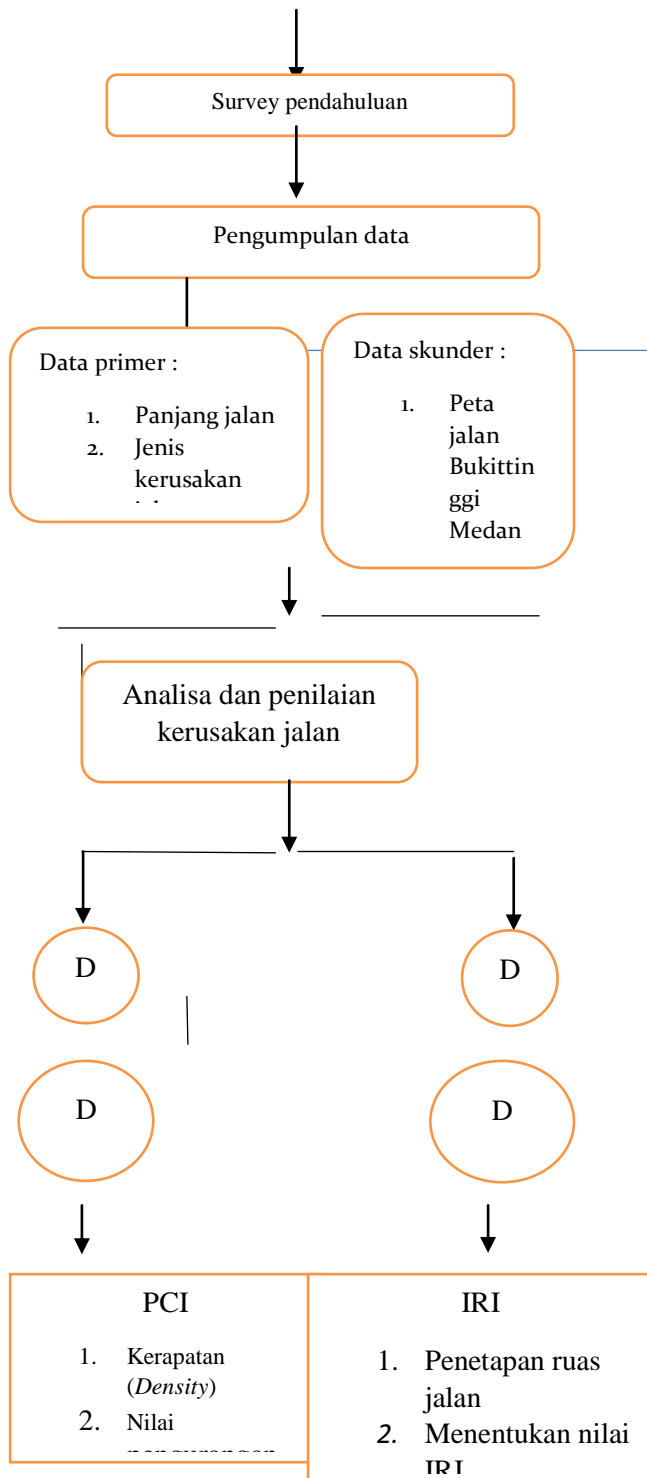 Survey pendahuluan
Pengumpulan data
Data primer :
1. Panjang jalan
2. Jenis
kerusakan
Data skunder :
1. Peta
jalan
Bukittin
ggi
Medan
Analisa dan penilaian
kerusakan jalan
D
D
D
D
PCI
1. Kerapatan
(Density)
2. Nilai
pengurangan
IRI
1. Penetapan ruas
jalan
2. Menentukan nilai
IRI